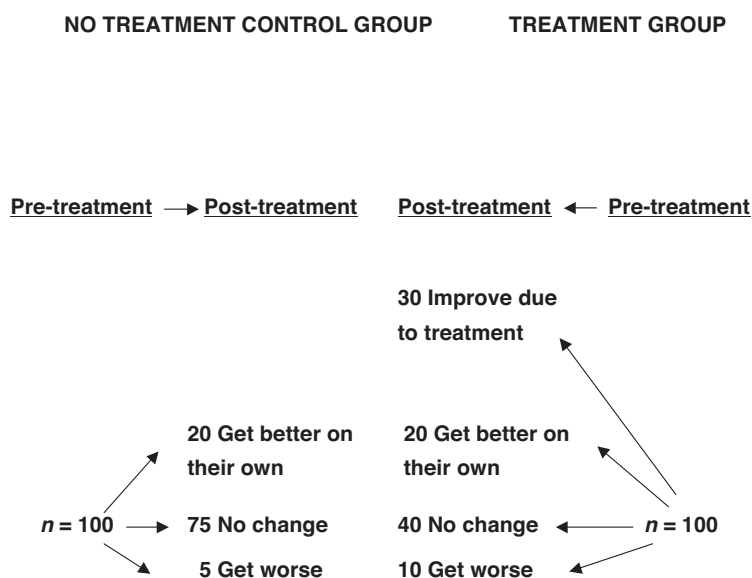 NO TREATMENT CONTROL GROUP TREATMENT GROUP
Pre-treatment Post-treatment Post-treatment Pre-treatment
30 Improve due
to treatment
20 Get better on
their own
20 Get better on
their own
n = 100 75 No change 40 No change n = 100
5 Get worse 10 Get worse